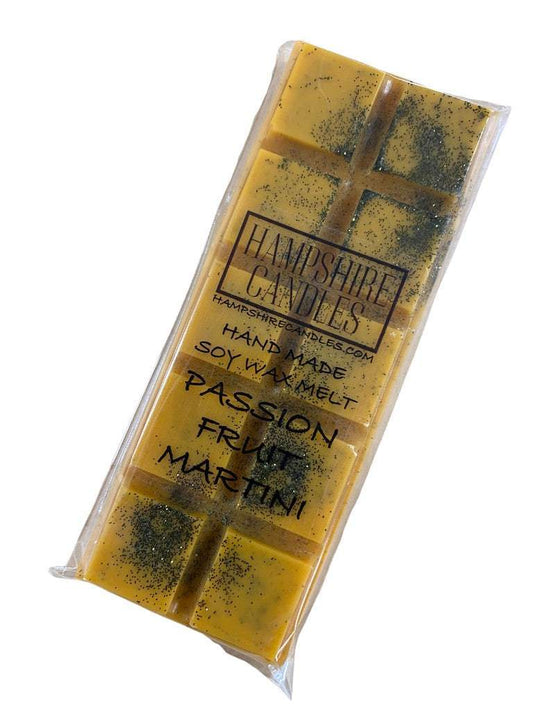 HAMPSHIRE
CANDLES
HAMPSHIRECANDLES.COM
HAND MADE
SOY WAX MELT
PASSION
FRUIT
MARTINI